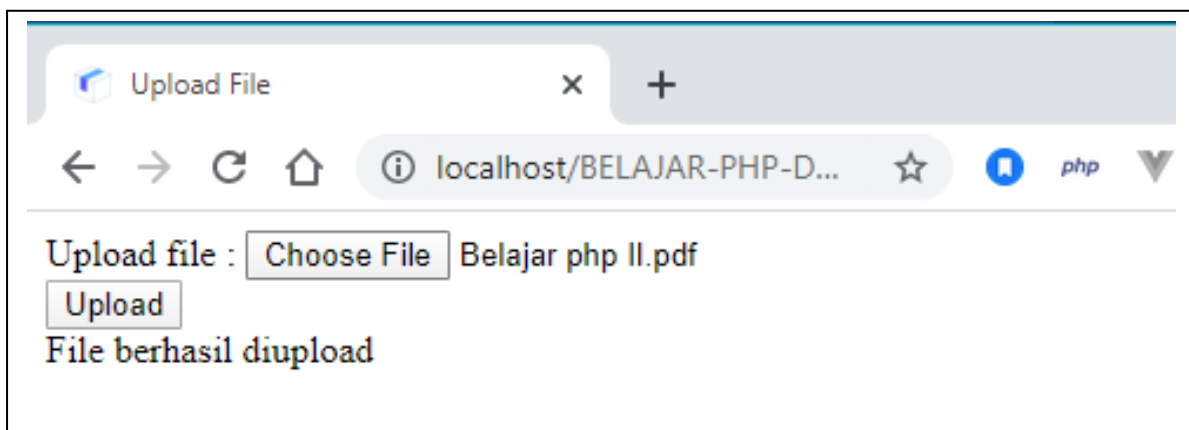 Upload File
localhost/BELAJAR-PHP-D...
php
Upload file : Choose File Belajar php II.pdf
Upload
File berhasil diupload